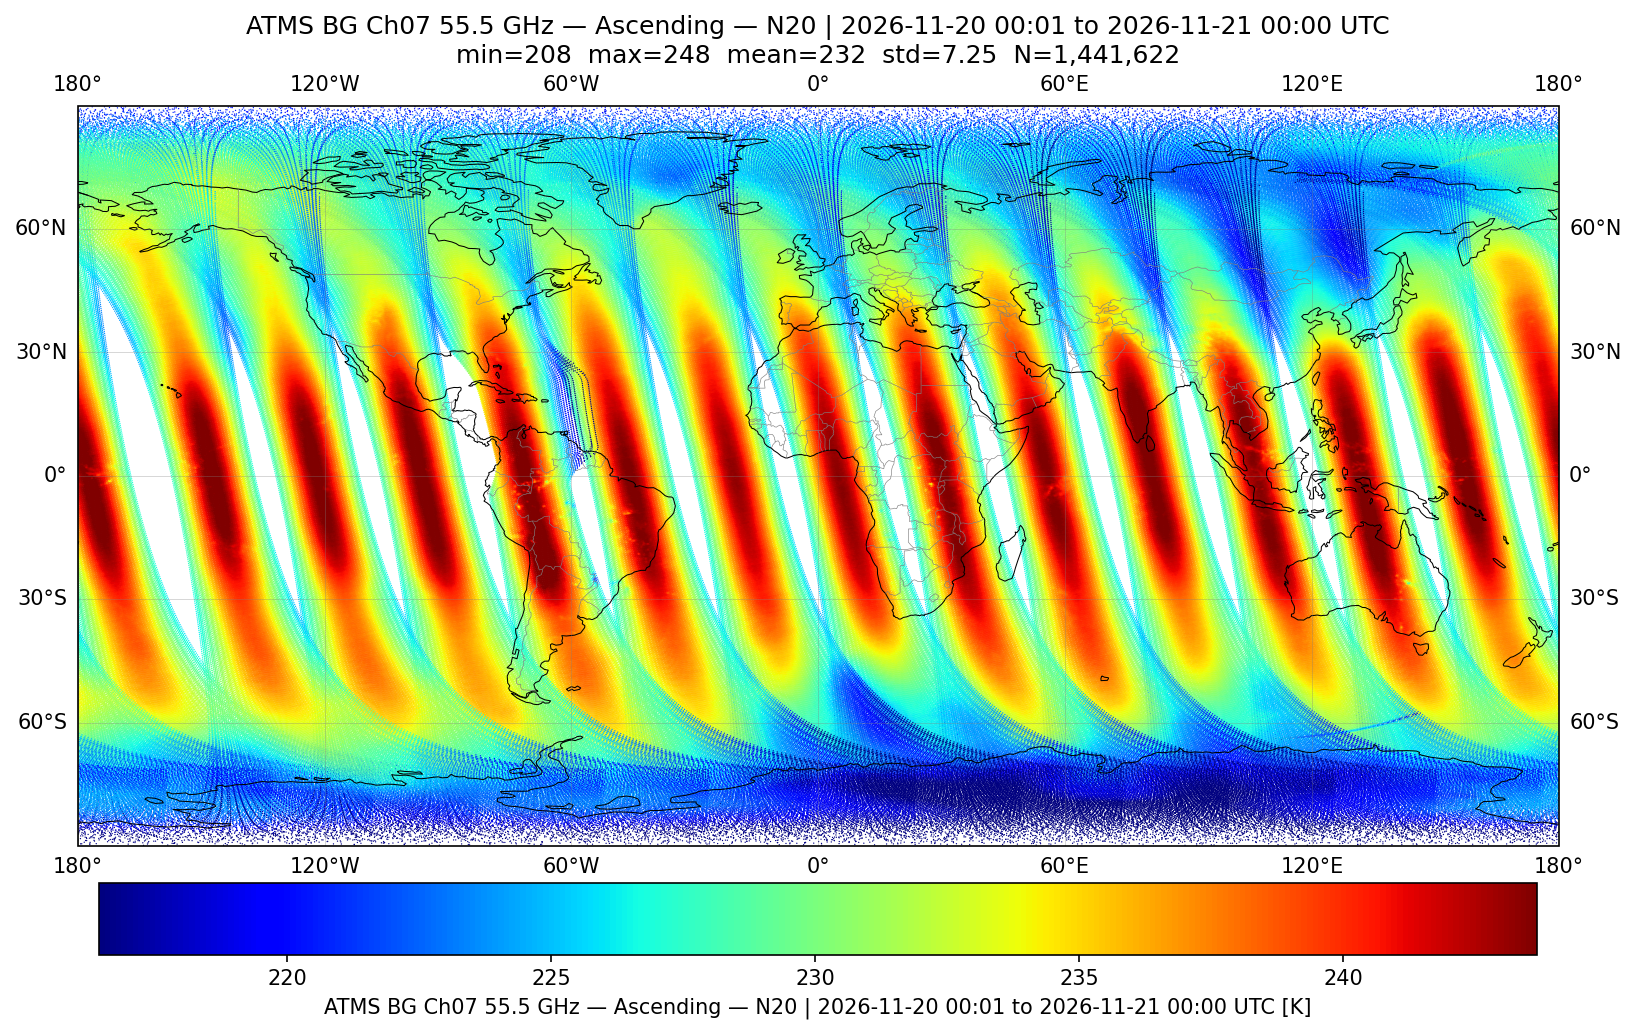 ATMS BG Ch07 55.5 GHz — Ascending — N20 | 2026-11-20 00:01 to 2026-11-21 00:00 UTC
min=208 max=248 mean=232 std=7.25 N=1,441,622
180° 120°W 60°W 0° 60°E 120°E 180°
60°N 60°N
30°N 30°N
0° 0°
30°S 30°S
60°S 60°S
180° 120°W 60°W 0° 60°E 120°E 180°
220 225 230 235 240
ATMS BG Ch07 55.5 GHz — Ascending — N20 | 2026-11-20 00:01 to 2026-11-21 00:00 UTC [K]